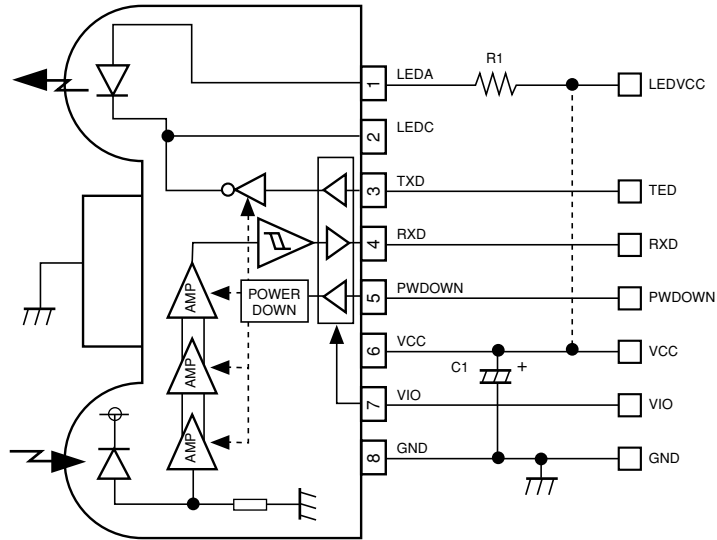 R1
1 LEDA LEDVCC
2 LEDC
3 TXD TED
4 RXD RXD
AMP
POWER
DOWN
5 PWDOWN PWDOWN
6 VCC VCC
C1 +
AMP
7 VIO VIO
AMP
8 GND GND